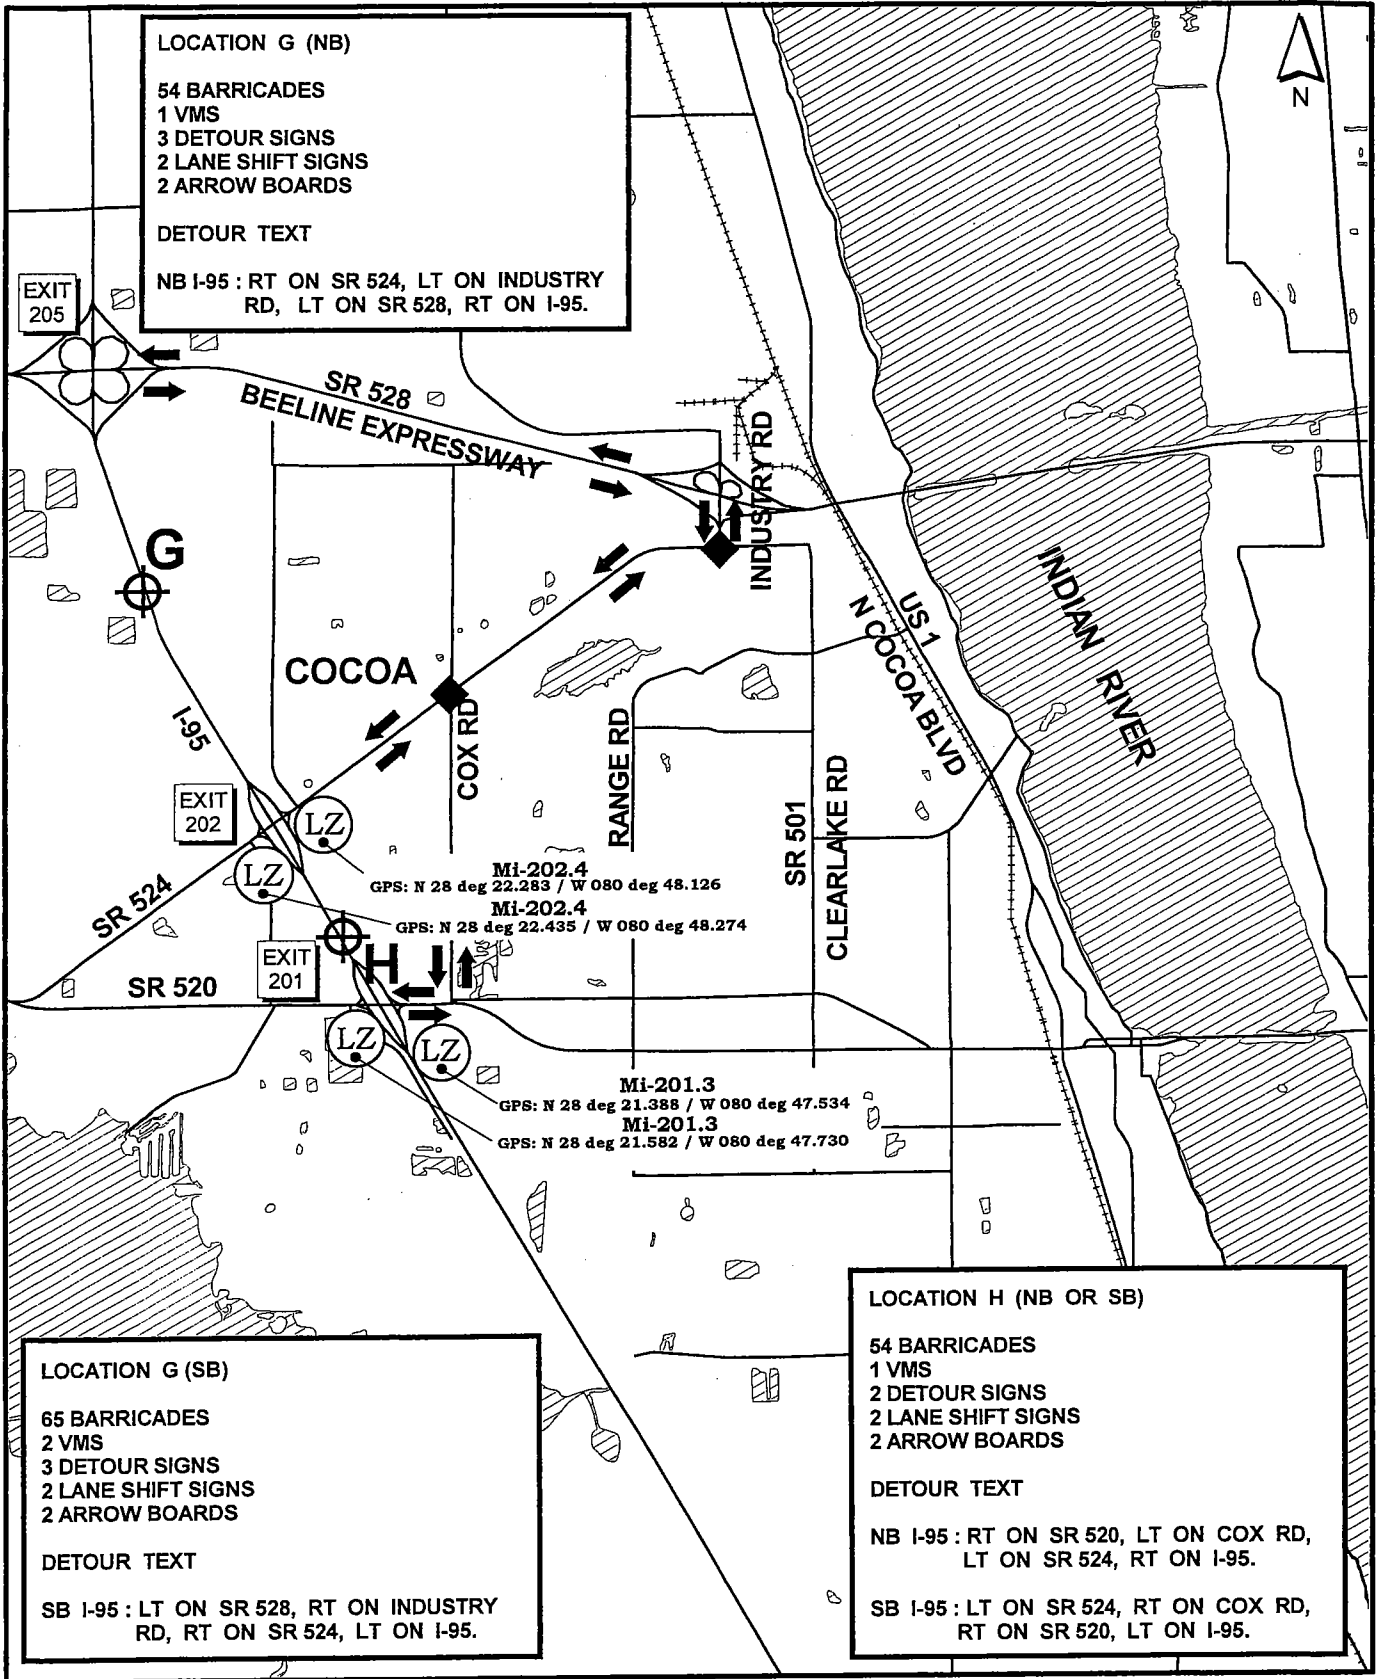 LOCATION G (NB)
54 BARRICADES
1 VMS
3 DETOUR SIGNS
2 LANE SHIFT SIGNS
2 ARROW BOARDS
DETOUR TEXT
NB I-95 : RT ON SR 524, LT ON INDUSTRY
RD, LT ON SR 528, RT ON I-95.
N
EXIT
205
SR 528
BEELINE EXPRESSWAY
INDUSTRY RD
G
INDIAN RIVER
US 1
N COCOA BLVD
COCOA
I-95
COX RD
RANGE RD
SR 501
CLEARLAKE RD
EXIT
202
LZ
LZ
Mi-202.4
GPS: N 28 deg 22.283 / W 080 deg 48.126
Mi-202.4
GPS: N 28 deg 22.435 / W 080 deg 48.274
SR 524
EXIT
201
H
SR 520
LZ
LZ
Mi-201.3
GPS: N 28 deg 21.388 / W 080 deg 47.534
Mi-201.3
GPS: N 28 deg 21.582 / W 080 deg 47.730
LOCATION G (SB)
65 BARRICADES
2 VMS
3 DETOUR SIGNS
2 LANE SHIFT SIGNS
2 ARROW BOARDS
DETOUR TEXT
SB I-95 : LT ON SR 528, RT ON INDUSTRY
RD, RT ON SR 524, LT ON I-95.
LOCATION H (NB OR SB)
54 BARRICADES
1 VMS
2 DETOUR SIGNS
2 LANE SHIFT SIGNS
2 ARROW BOARDS
DETOUR TEXT
NB I-95 : RT ON SR 520, LT ON COX RD,
LT ON SR 524, RT ON I-95.
SB I-95 : LT ON SR 524, RT ON COX RD,
RT ON SR 520, LT ON I-95.